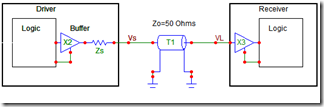 Driver
Receiver
Logic
Buffer
Zo=50 Ohms
Logic
X2
Zs
Vs
T1
VL
X3